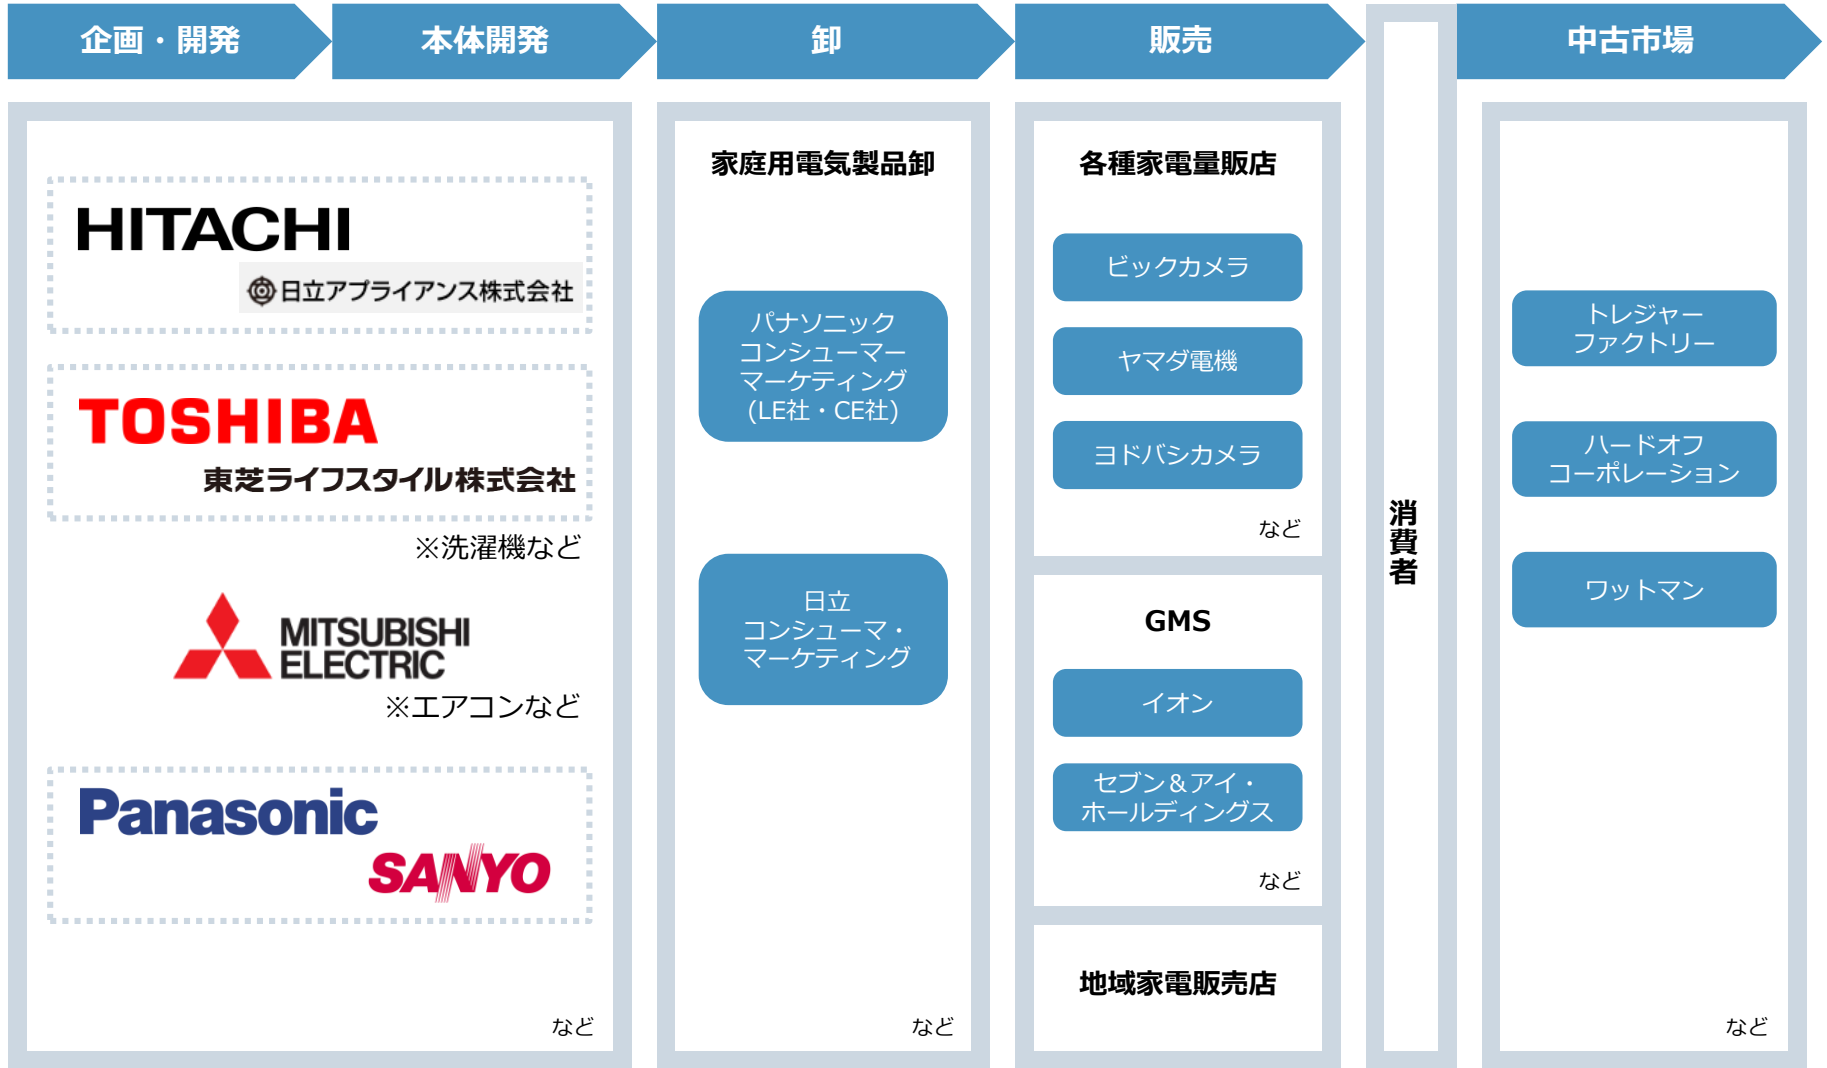 企画・開発
本体開発
卸
販売
中古市場
HITACHI
日立アプライアンス株式会社
TOSHIBA
東芝ライフスタイル株式会社
※洗濯機など
MITSUBISHI
ELECTRIC
※エアコンなど
Panasonic
SANYO
など
家庭用電気製品卸
パナソニック
コンシューマー
マーケティング
(LE社・CE社)
日立
コンシューマ・
マーケティング
など
各種家電量販店
ビックカメラ
ヤマダ電機
ヨドバシカメラ
など
GMS
イオン
セブン＆アイ・
ホールディングス
など
地域家電販売店
消費者
トレジャー
ファクトリー
ハードオフ
コーポレーション
ワットマン
など